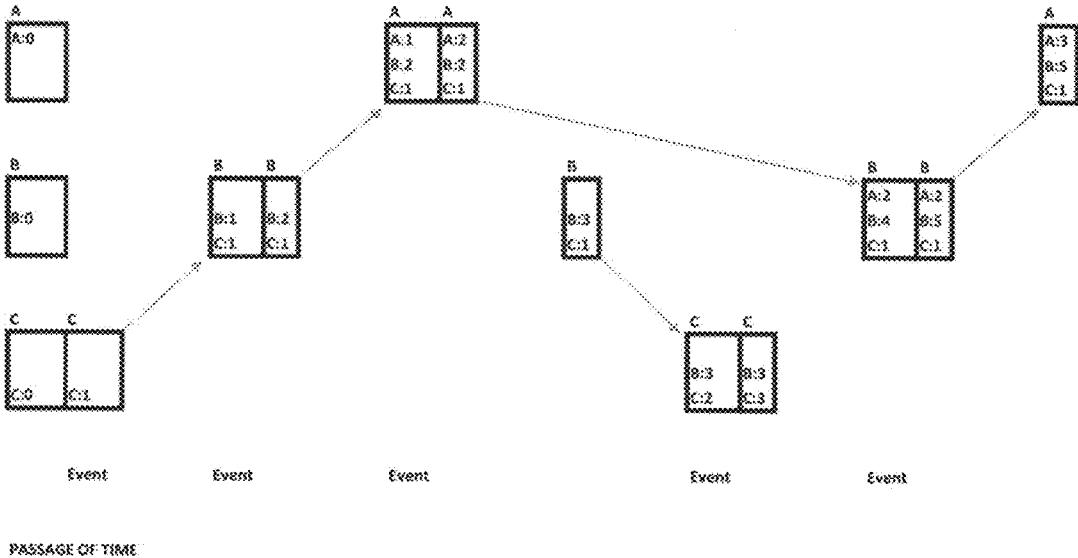 A
A:0
A A
A:1 A:2
B:2 B:2
C:1 C:1
A
A:3
B:5
C:1
B
B:0
B B
B:1 B:2
C:1 C:1
B
B:3
C:1
B B
A:2 A:2
B:4 B:5
C:1 C:1
C C
C:0 C:1
C C
B:3 B:3
C:2 C:3
Event Event Event Event Event
PASSAGE OF TIME